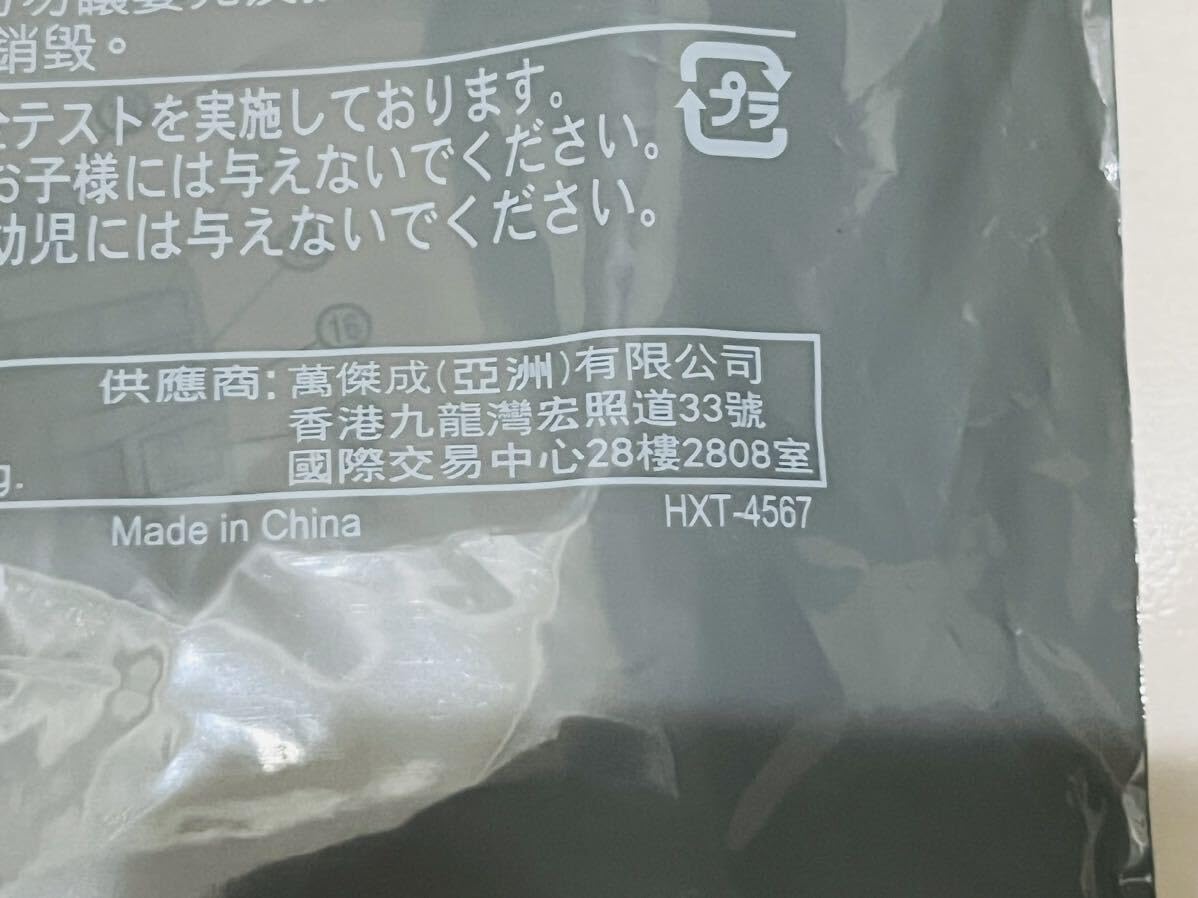 銷毀。
テストを実施しております。
お子様には与えないでください。
幼児には与えないでください。
プラ
16
供應商: 萬傑成(亞洲)有限公司
香港九龍灣宏照道33號
國際交易中心28樓2808室
g.
Made in China
HXT-4567